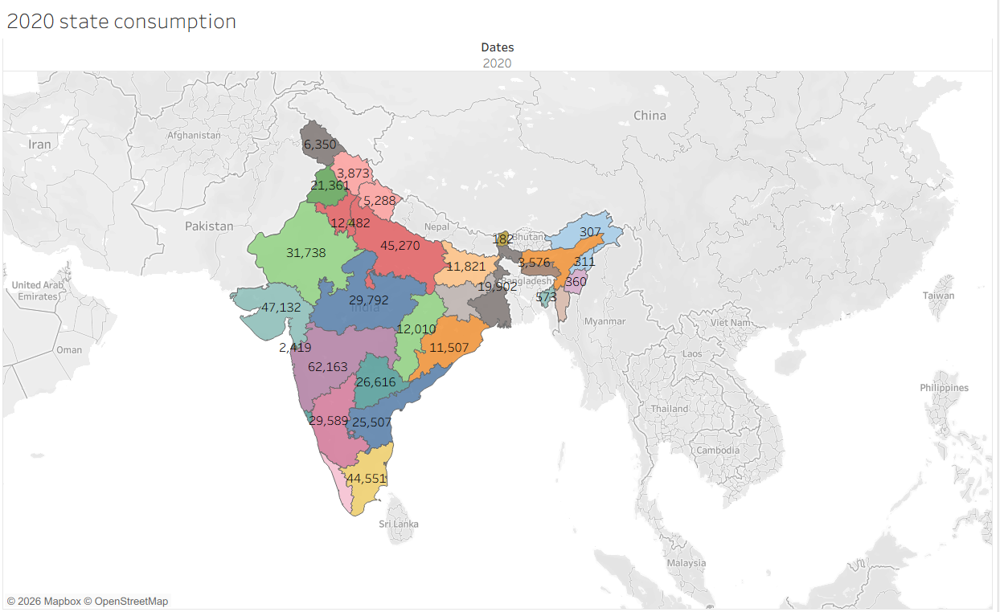 2020 state consumption
Dates
2020
China
Afghanistan
Iran
6,350
3,873
21,361
5,288
Pakistan
12,482
Nepal
307
182
Bhutan
45,270
31,738
3,576
311
11,821
360
Bangladesh
19,902
United Arab
Emirates
573
Taiwan
29,792
India
47,132
Myanmar
Viet Nam
12,010
2,419
11,507
Oman
Laos
62,163
26,616
Philippines
Thailand
29,589
25,507
Cambodia
44,551
Sri Lanka
Malaysia
© 2026 Mapbox © OpenStreetMap